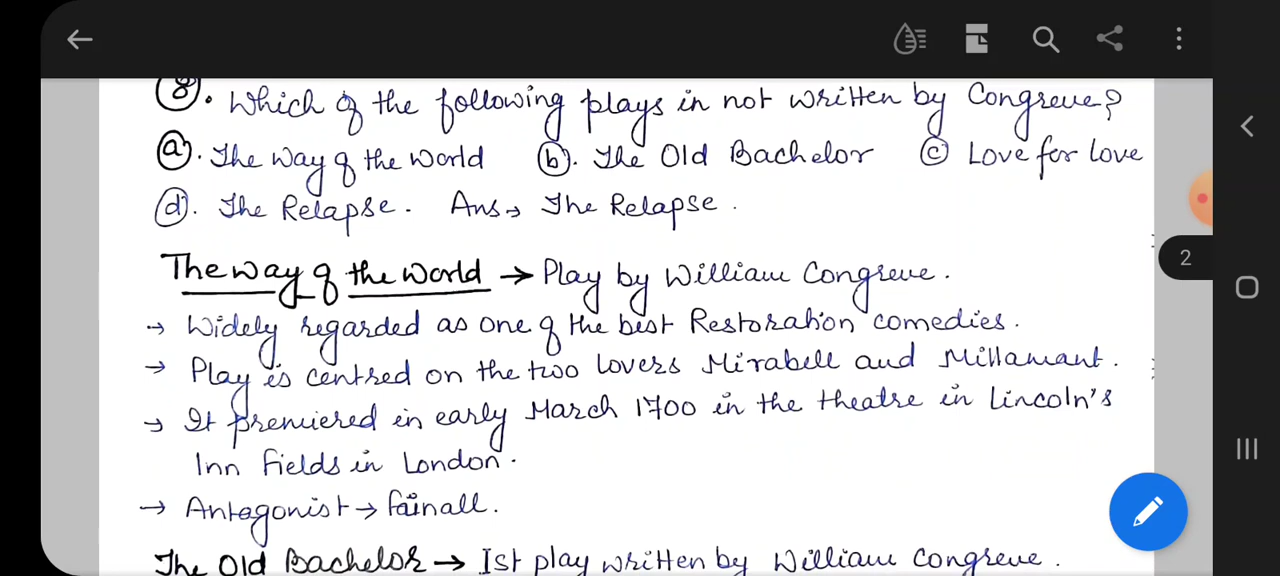 8. Which of the following plays in not written by Congreve?
a. The Way of the World b. The Old Bachelor c Love for love
d. The Relapse. Ans → The Relapse.
The way of the world → Play by William Congreve.
→ Widely regarded as one of the best Restoration comedies.
→ Play is centred on the two lovers Mirabell and Millamant.
→ It premiered in early March 1700 in the theatre in Lincoln's
Inn Fields in London.
→ Antagonist → fainall.
The Old Bachelor → Ist play written by William Congreve.
2